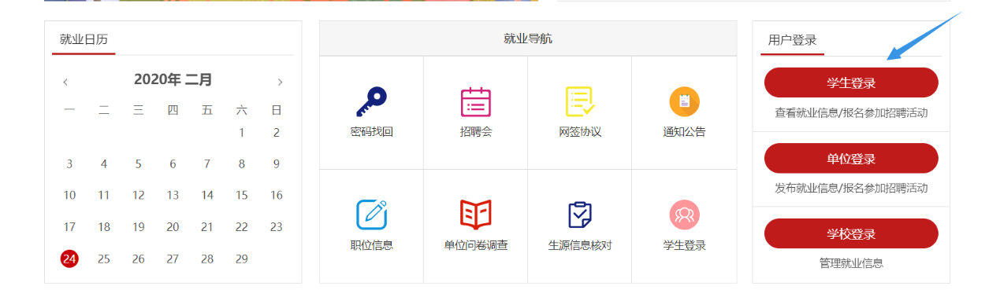 就业日历
2020年 二月
一 二 三 四 五 六 日
1 2
3 4 5 6 7 8 9
10 11 12 13 14 15 16
17 18 19 20 21 22 23
24 25 26 27 28 29
就业导航
密码找回 招聘会 网签协议 通知公告
职位信息 单位问卷调查 生源信息核对 学生登录
用户登录
学生登录
查看就业信息/报名参加招聘活动
单位登录
发布就业信息/报名参加招聘活动
学校登录
管理就业信息